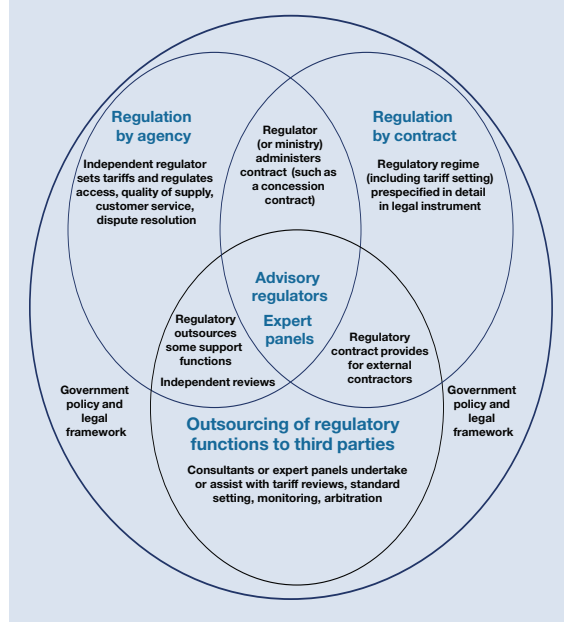 Regulation
by agency
Independent regulator
sets tariffs and regulates
access, quality of supply,
customer service,
dispute resolution
Regulator
(or ministry)
administers
contract (such as
a concession
contract)
Regulation
by contract
Regulatory regime
(including tariff setting)
prespecified in detail
in legal instrument
Advisory
regulators
Expert
panels
Regulatory
outsources
some support
functions
Independent reviews
Regulatory
contract provides
for external
contractors
Government
policy and
legal
framework
Government
policy and
legal
framework
Outsourcing of regulatory
functions to third parties
Consultants or expert panels undertake
or assist with tariff reviews, standard
setting, monitoring, arbitration